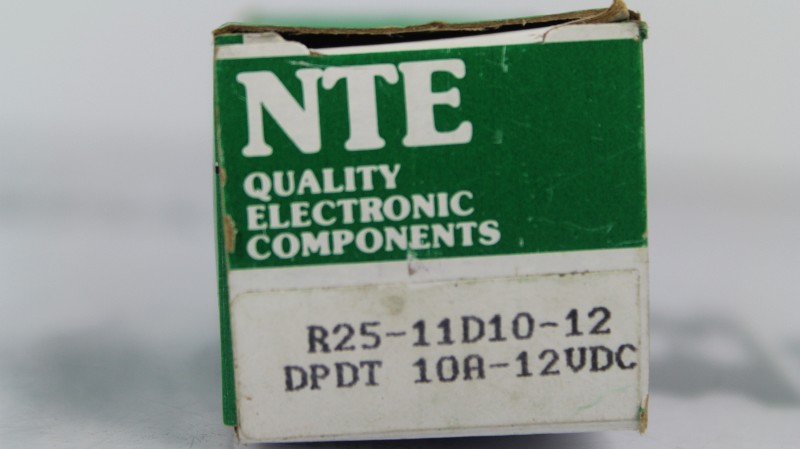 NTE
QUALITY
ELECTRONIC
COMPONENTS
R25-11D10-12
DPDT 10A-12VDC